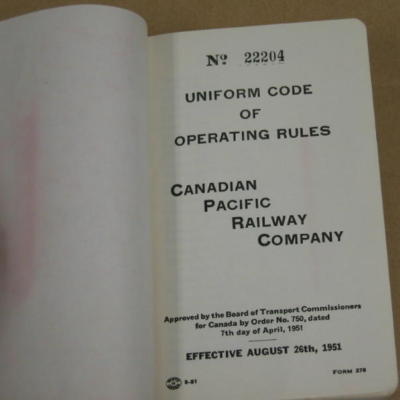 Nº 22204
UNIFORM CODE
OF
OPERATING RULES
CANADIAN
PACIFIC
RAILWAY
COMPANY
Approved by the Board of Transport Commissioners
for Canada by Order No. 750, dated
7th day of April, 1951
EFFECTIVE AUGUST 26th, 1951
FORM 278